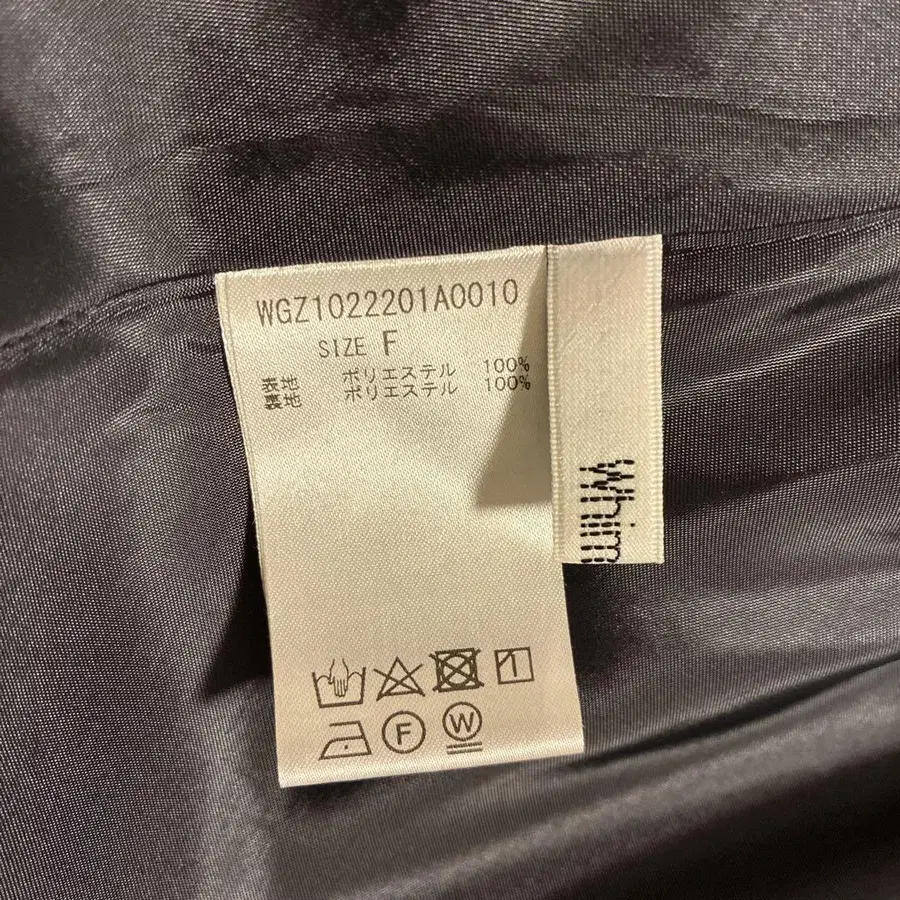 WGZ1022201A0010
SIZE F
表地 ポリエステル 100%
裏地 ポリエステル 100%
Whim
F
W